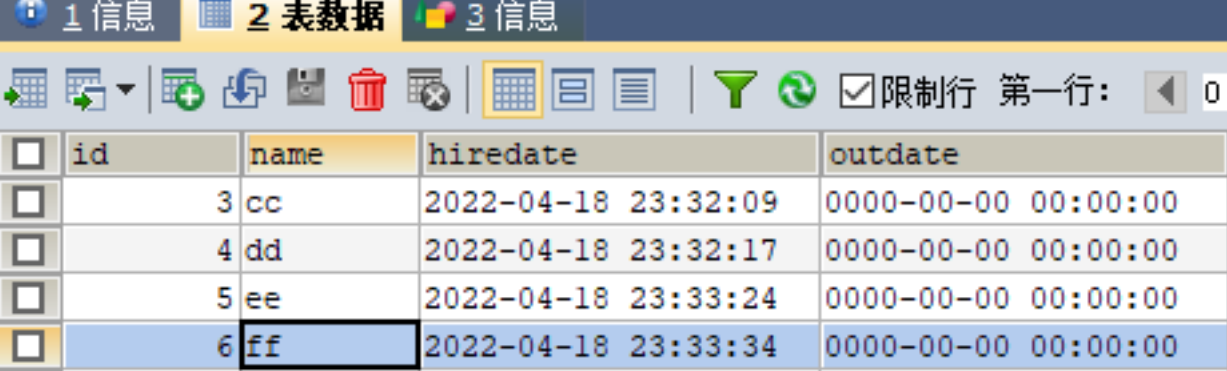 1 信息 2 表数据 3 信息
限制行 第一行: 0
id name hiredate outdate
3 cc 2022-04-18 23:32:09 0000-00-00 00:00:00
4 dd 2022-04-18 23:32:17 0000-00-00 00:00:00
5 ee 2022-04-18 23:33:24 0000-00-00 00:00:00
6 ff 2022-04-18 23:33:34 0000-00-00 00:00:00